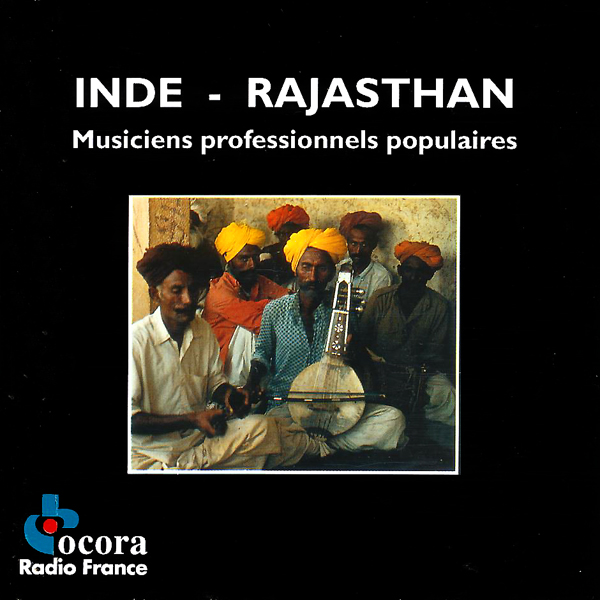 INDE - RAJASTHAN
Musiciens professionnels populaires
ocora
Radio France